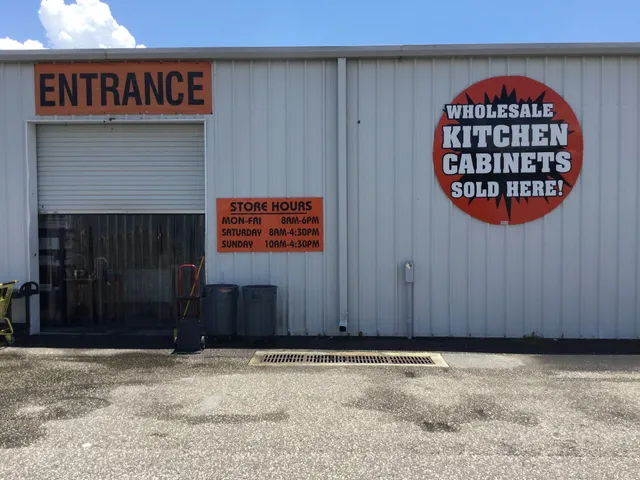 ENTRANCE
STORE HOURS
MON-FRI 8AM-6PM
SATURDAY 8AM-4:30PM
SUNDAY 10AM-4:30PM
WHOLESALE
KITCHEN
CABINETS
SOLD HERE!